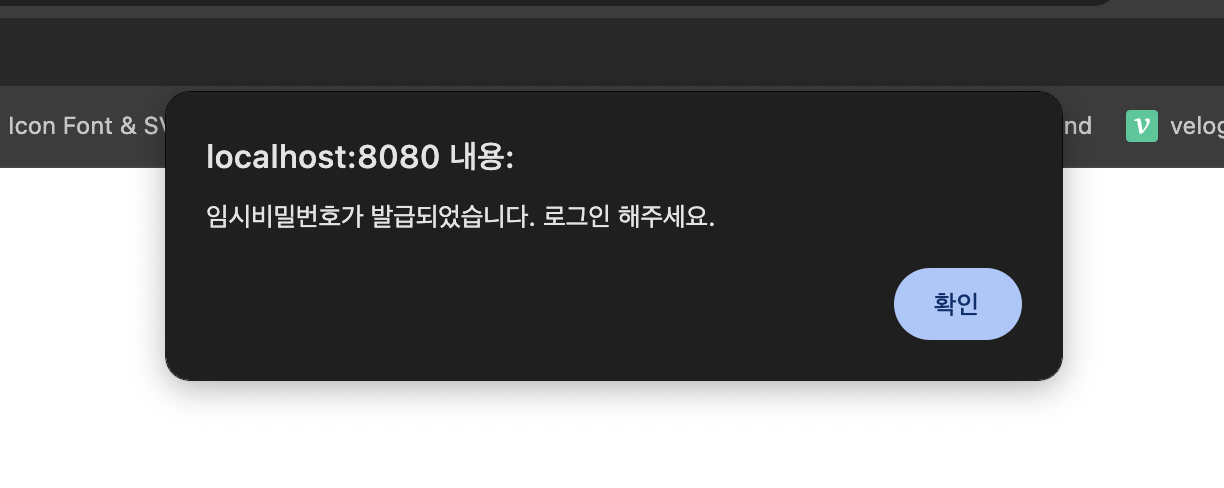 Icon Font &
nd
velog
localhost:8080 내용:
임시비밀번호가 발급되었습니다. 로그인 해주세요.
확인